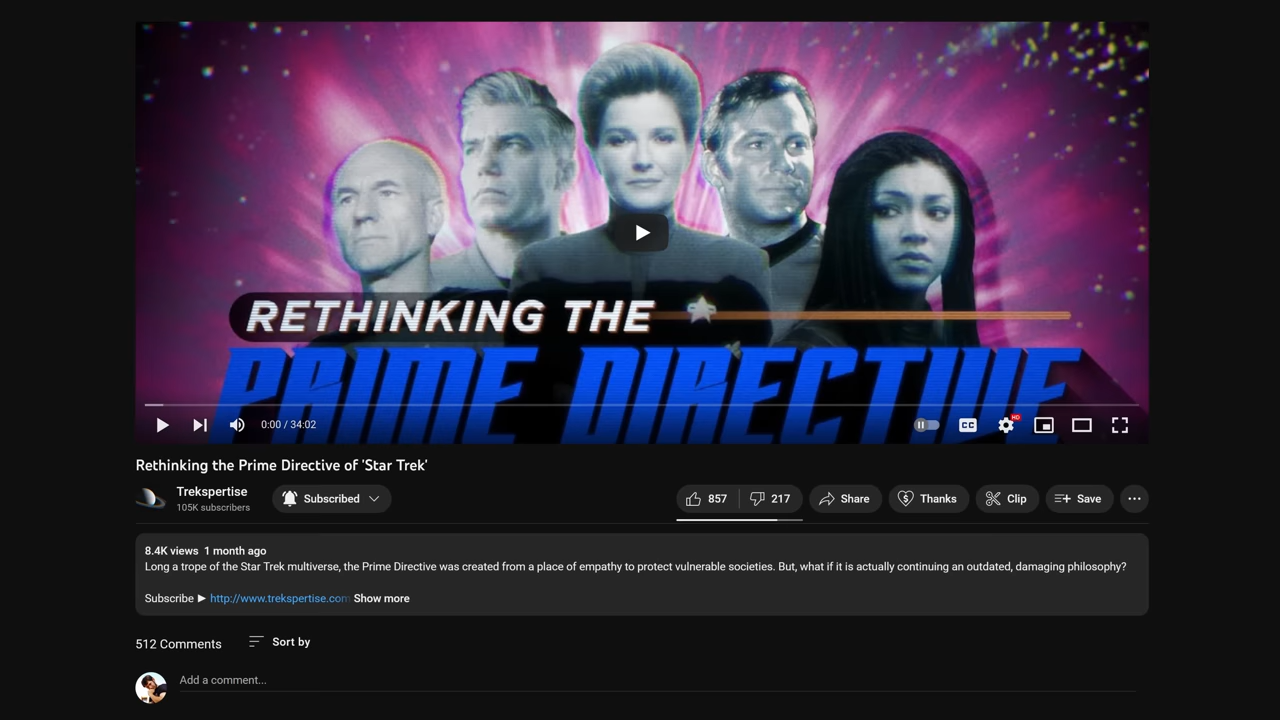 RETHINKING THE
PRIME DIRECTIVE
0:00 / 34:02
CC
HD
Rethinking the Prime Directive of 'Star Trek'
Trekspertise
105K subscribers
Subscribed
857
217
Share
Thanks
Clip
Save
8.4K views 1 month ago
Long a trope of the Star Trek multiverse, the Prime Directive was created from a place of empathy to protect vulnerable societies. But, what if it is actually continuing an outdated, damaging philosophy?
Subscribe ► http://www.trekspertise.com Show more
512 Comments
Sort by
Add a comment...